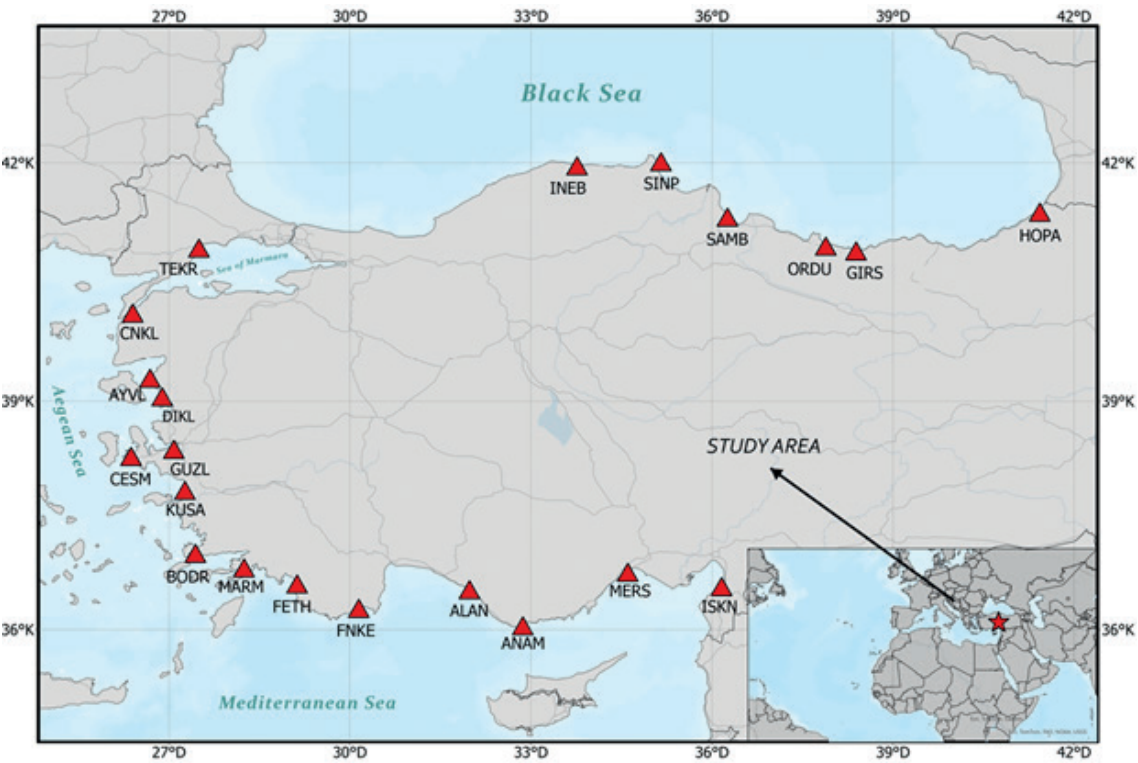 27°D 30°D 33°D 36°D 39°D 42°D
Black Sea
42°K 42°K
INEB
SINP
SAMB
HOPA
ORDU
GIRS
TEKR
Sea of Marmara
CNKL
AYVL
39°K 39°K
DIKL
Aegean Sea
STUDY AREA
GUZL
CESM
KUSA
BODR
MARM
FETH
MERS
ISKN
ALAN
FNKE
36°K 36°K
ANAM
Mediterranean Sea
27°D 30°D 33°D 36°D 39°D 42°D